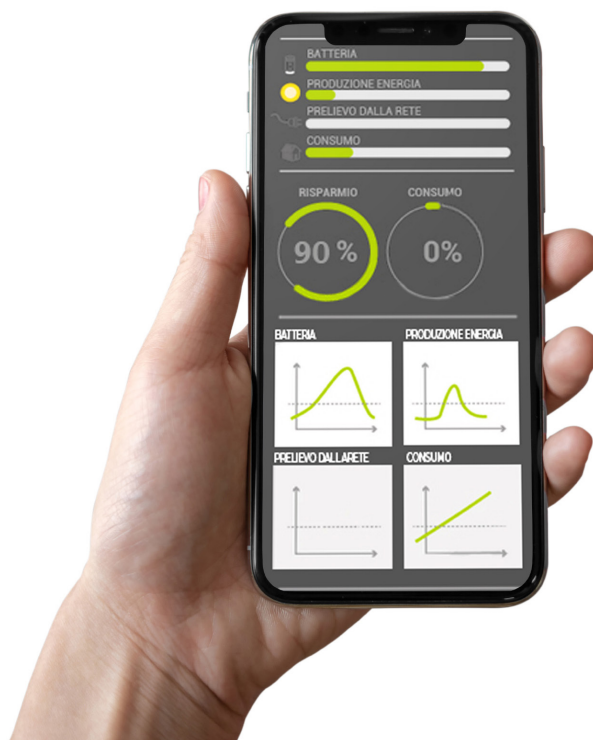 BATTERIA
PRODUZIONE ENERGIA
PRELIEVO DALLA RETE
CONSUMO
RISPARMIO CONSUMO
90 % 0%
BATTERIA PRODUZIONE ENERGIA
PRELIEVO DALLARETE CONSUMO